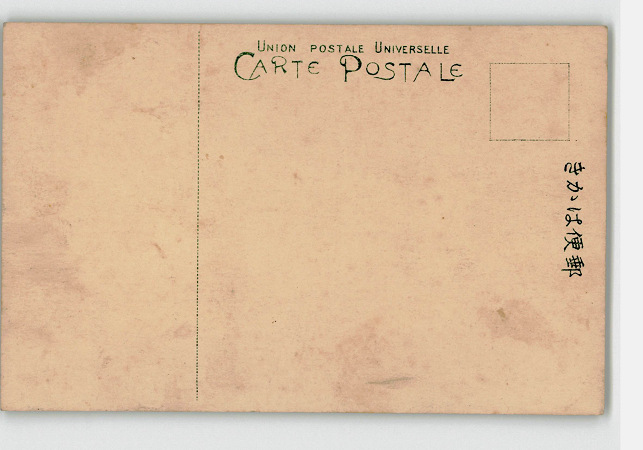 UNION POSTALE UNIVERSELLE
CARTE POSTALE
きかは便郵